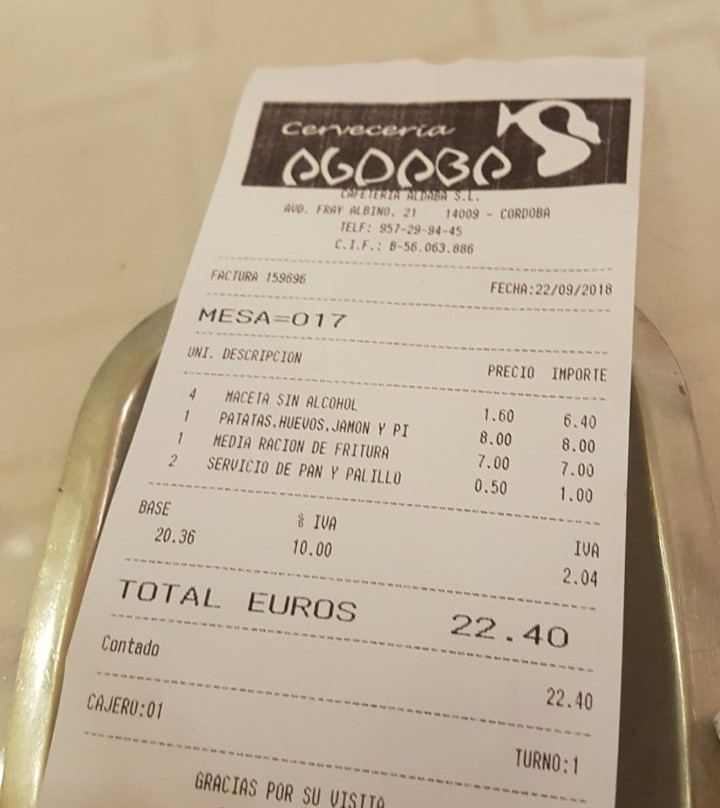 Cerveceria
ALDABA
CAFETERIA ALDABA S.L.
AVD. FRAY ALBINO, 21 14009 - CORDOBA
TELF: 957-29-94-45
C.I.F.: B-56.063.886
FACTURA 159696 FECHA:22/09/2018
MESA=017
UNI. DESCRIPCION PRECIO IMPORTE
4 MACETA SIN ALCOHOL 1.60 6.40
1 PATATAS,HUEVOS,JAMON Y PI 8.00 8.00
1 MEDIA RACION DE FRITURA 7.00 7.00
2 SERVICIO DE PAN Y PALILLO 0.50 1.00
BASE % IVA IVA
20.36 10.00 2.04
TOTAL EUROS 22.40
Contado 22.40
CAJERO:01 TURNO:1
GRACIAS POR SU VISITA